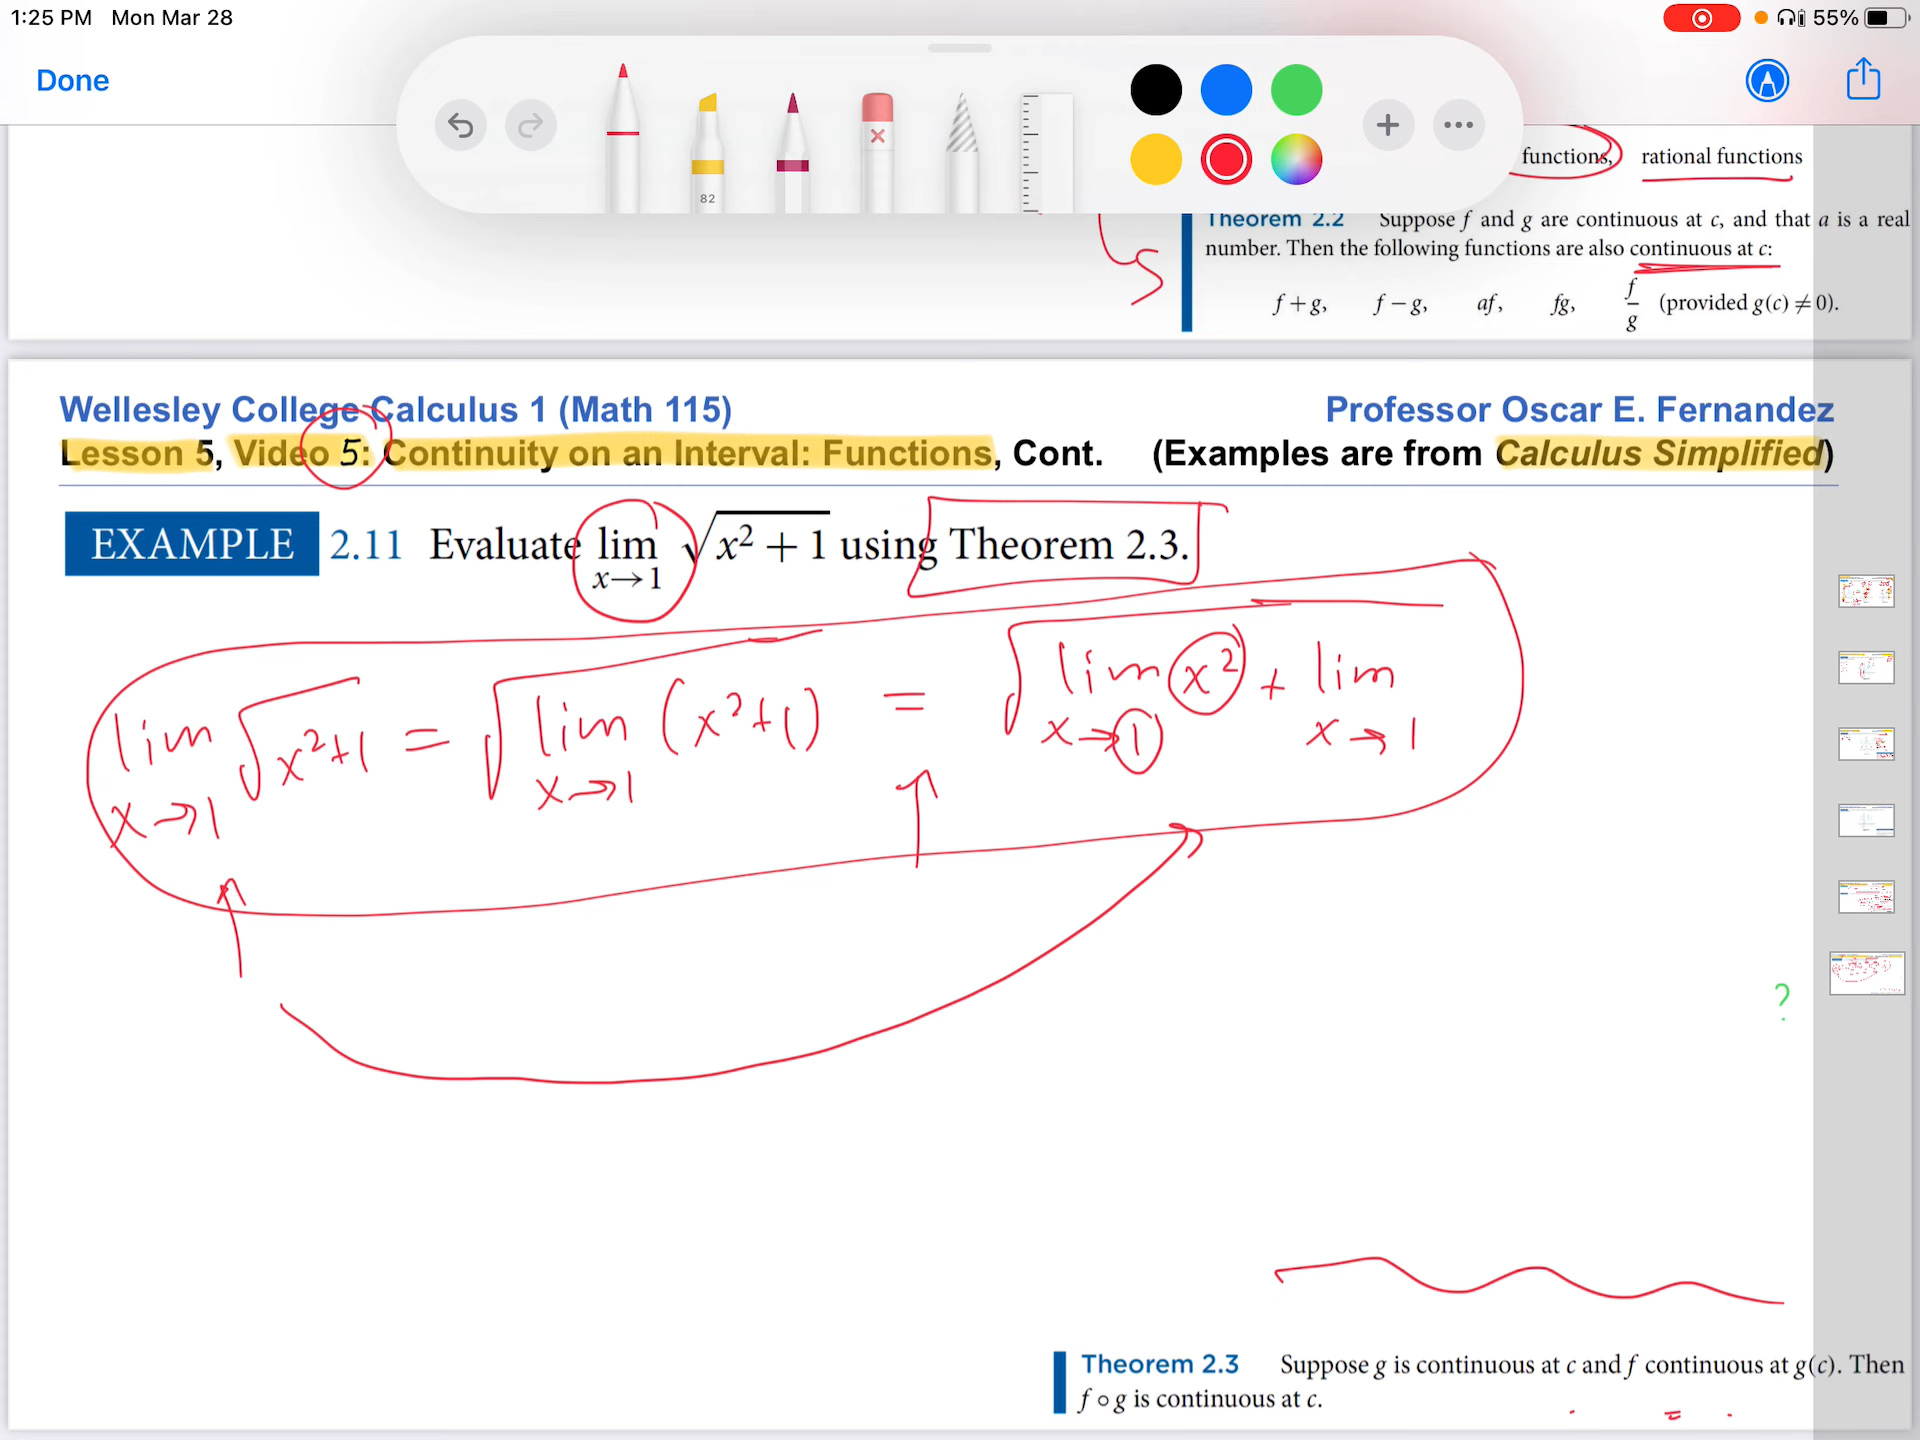 1:25 PM Mon Mar 28
55%
Done
82
functions, rational functions
Theorem 2.2 Suppose f and g are continuous at c, and that a is a real
number. Then the following functions are also continuous at c:
f + g, f − g, af, fg, f/g (provided g(c) ≠ 0).
Wellesley College Calculus 1 (Math 115) Professor Oscar E. Fernandez
Lesson 5, Video 5: Continuity on an Interval: Functions, Cont. (Examples are from Calculus Simplified)
EXAMPLE 2.11 Evaluate lim x→1 √(x² + 1) using Theorem 2.3.
lim x→1 √(x²+1) = √(lim x→1 (x²+1)) = √(lim x→1 x² + lim x→1)
?
Theorem 2.3 Suppose g is continuous at c and f continuous at g(c). Then
f ∘ g is continuous at c.